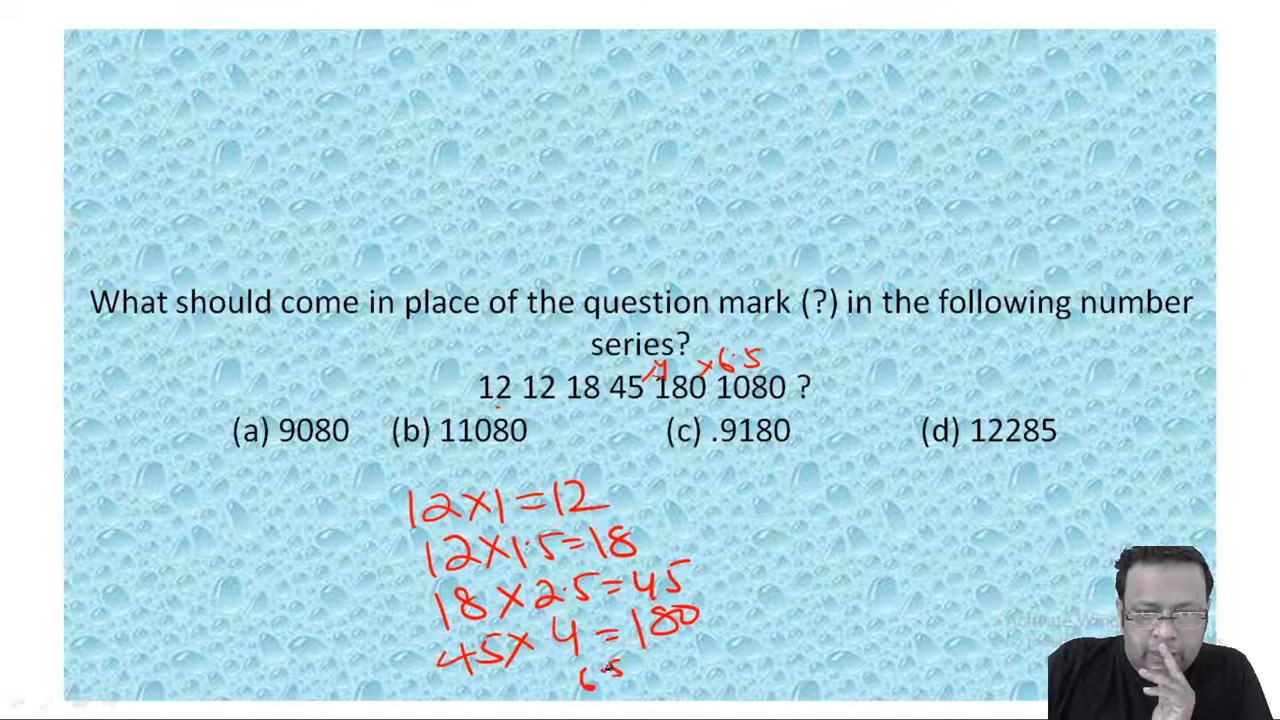 What should come in place of the question mark (?) in the following number
series?
×4 ×6.5
12 12 18 45 180 1080 ?
(a) 9080 (b) 11080 (c) .9180 (d) 12285
12×1=12
12×1.5=18
18×2.5=45
45×4=180
6.5